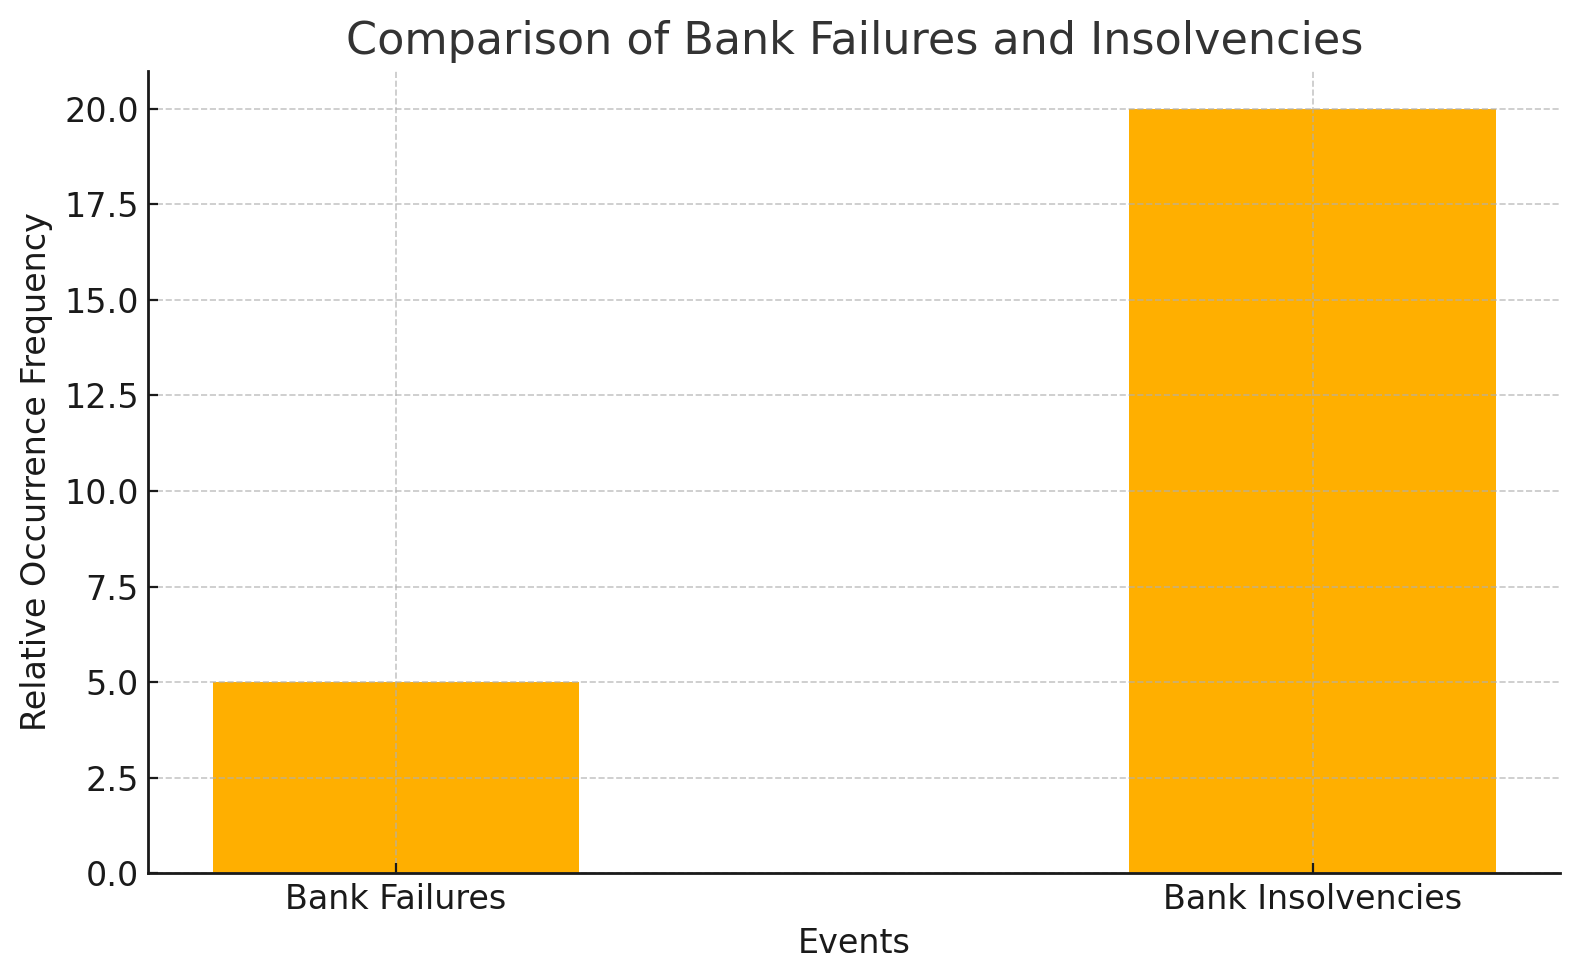 Comparison of Bank Failures and Insolvencies
Relative Occurrence Frequency
20.0
17.5
15.0
12.5
10.0
7.5
5.0
2.5
0.0
Bank Failures
Bank Insolvencies
Events